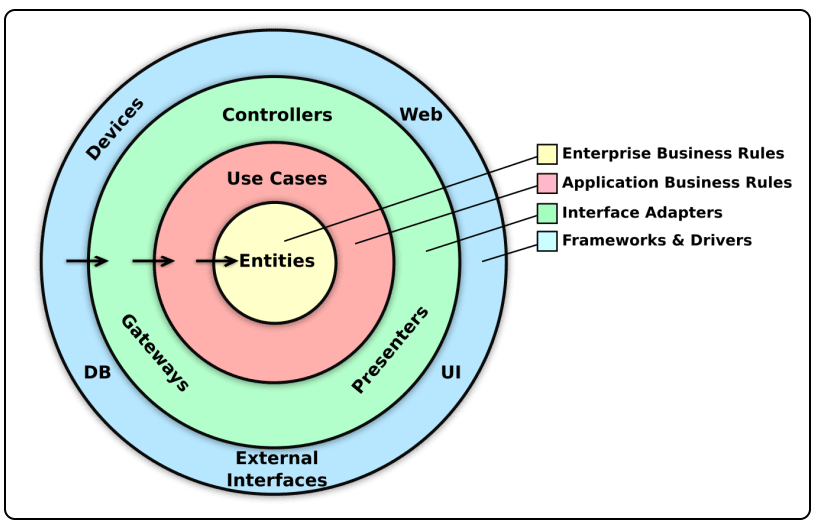 Devices
Controllers
Web
Use Cases
Entities
Gateways
Presenters
DB
UI
External
Interfaces
Enterprise Business Rules
Application Business Rules
Interface Adapters
Frameworks & Drivers